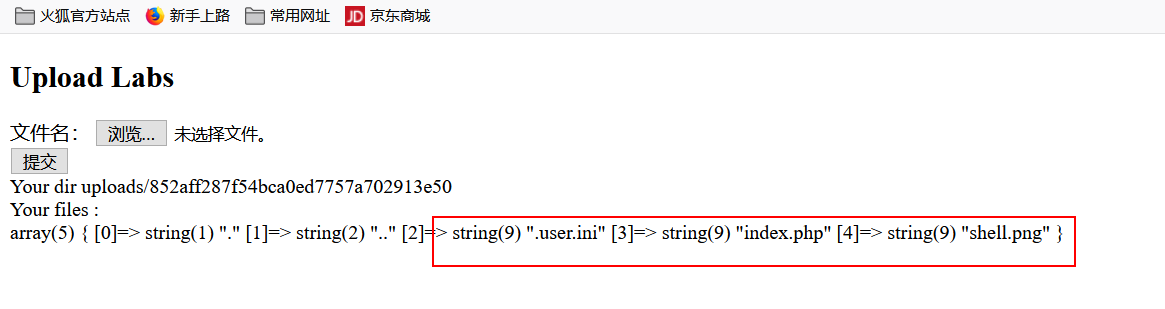 火狐官方站点 新手上路 常用网址 JD 京东商城
Upload Labs
文件名： 浏览... 未选择文件。
提交
Your dir uploads/852aff287f54bca0ed7757a702913e50
Your files :
array(5) { [0]=> string(1) "." [1]=> string(2) ".." [2]=> string(9) ".user.ini" [3]=> string(9) "index.php" [4]=> string(9) "shell.png" }